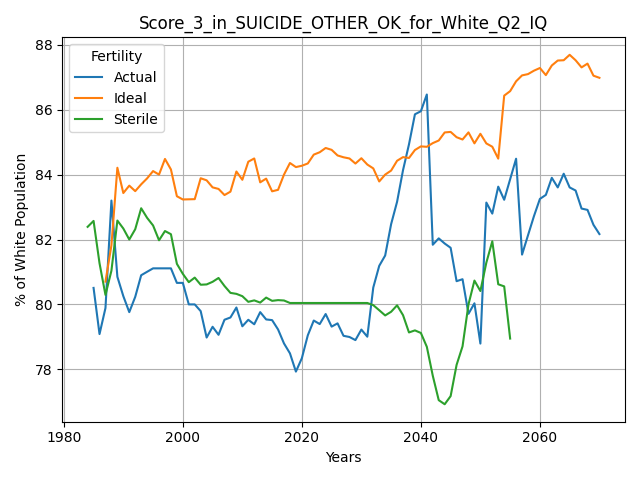 Score_3_in_SUICIDE_OTHER_OK_for_White_Q2_IQ
Fertility
Actual
Ideal
Sterile
% of White Population
88
86
84
82
80
78
1980
2000
2020
2040
2060
Years